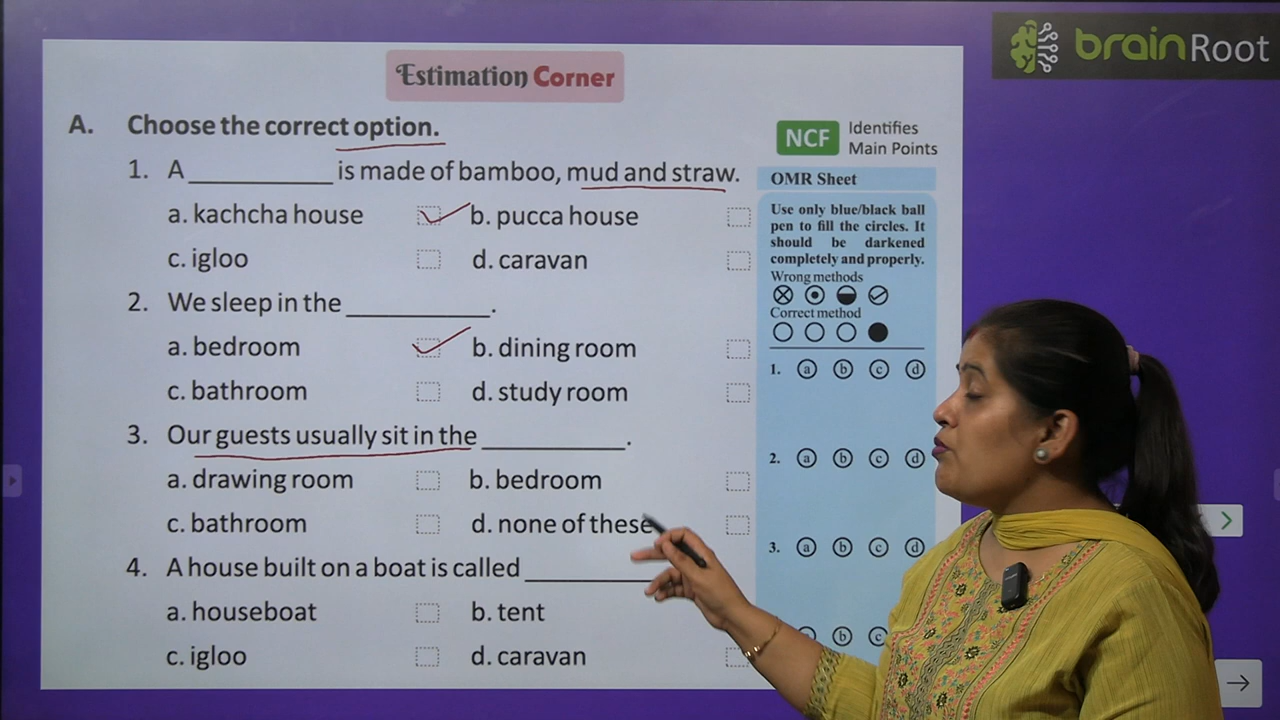 brainRoot
Estimation Corner
A. Choose the correct option.
NCF Identifies Main Points
1. A __________ is made of bamboo, mud and straw.
a. kachcha house b. pucca house
c. igloo d. caravan
2. We sleep in the __________.
a. bedroom b. dining room
c. bathroom d. study room
3. Our guests usually sit in the __________.
a. drawing room b. bedroom
c. bathroom d. none of these
4. A house built on a boat is called __________
a. houseboat b. tent
c. igloo d. caravan
OMR Sheet
Use only blue/black ball
pen to fill the circles. It
should be darkened
completely and properly.
Wrong methods
Correct method
1. a b c d
2. a b c d
3. a b c d
b c